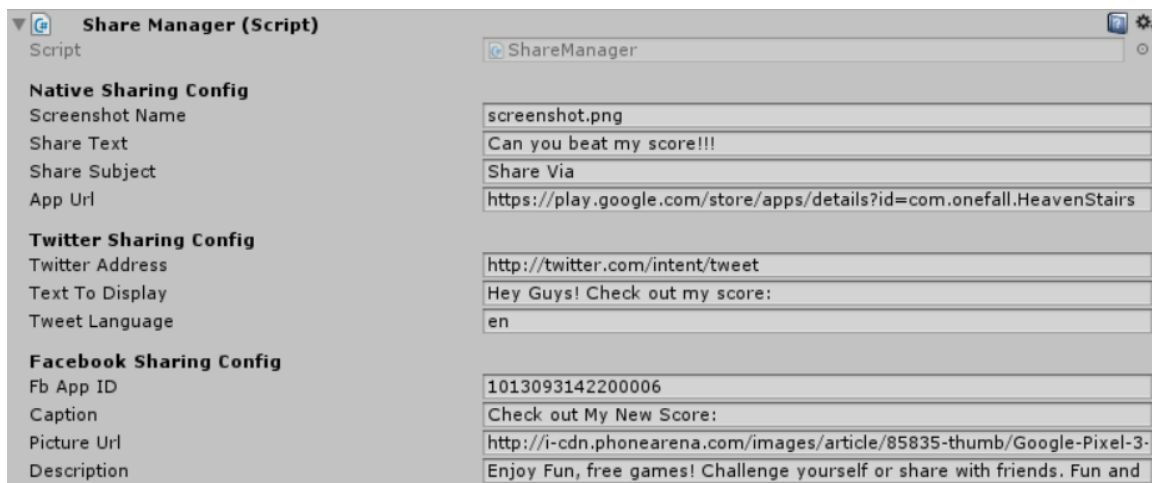 Share Manager (Script)
Script ShareManager
Native Sharing Config
Screenshot Name screenshot.png
Share Text Can you beat my score!!!
Share Subject Share Via
App Url https://play.google.com/store/apps/details?id=com.onefall.HeavenStairs
Twitter Sharing Config
Twitter Address http://twitter.com/intent/tweet
Text To Display Hey Guys! Check out my score:
Tweet Language en
Facebook Sharing Config
Fb App ID 1013093142200006
Caption Check out My New Score:
Picture Url http://i-cdn.phonearena.com/images/article/85835-thumb/Google-Pixel-3-
Description Enjoy Fun, free games! Challenge yourself or share with friends. Fun and